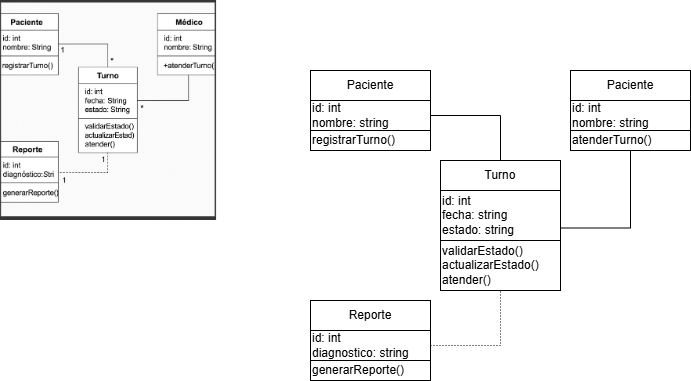 Paciente
id: int
nombre: String
registrarTurno()
1
*
Médico
id: int
nombre: String
+atenderTurno(
Turno
id: int
fecha: String
estado: String
validarEstado()
actualizarEstad)
atender()
*
1
Reporte
id: int
diagnóstico:Stri
generarReporte()
1
Paciente
id: int
nombre: string
registrarTurno()
Paciente
id: int
nombre: string
atenderTurno()
Turno
id: int
fecha: string
estado: string
validarEstado()
actualizarEstado()
atender()
Reporte
id: int
diagnostico: string
generarReporte()